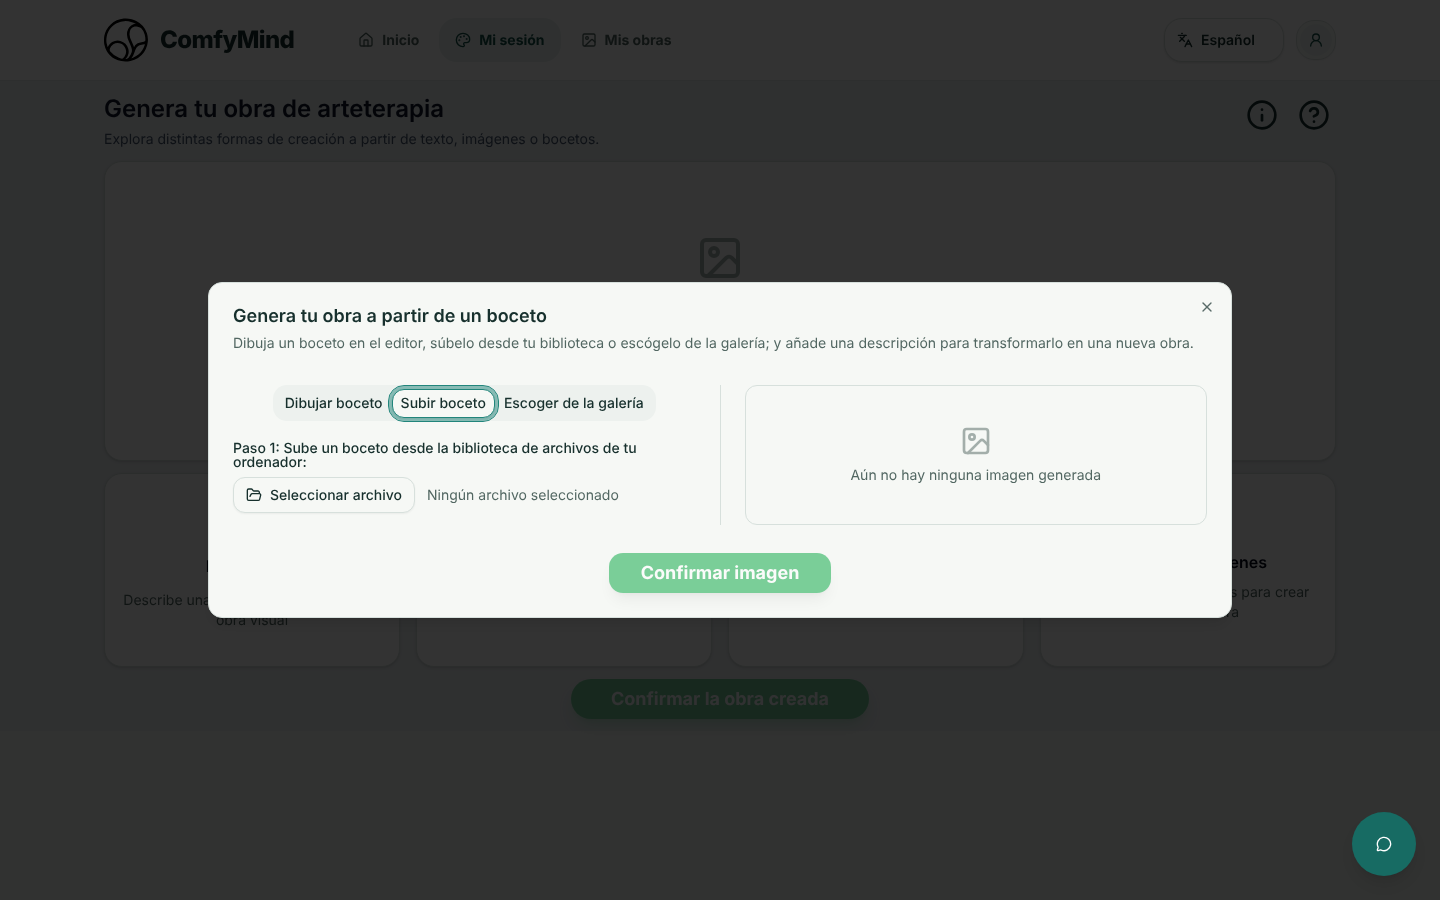 ComfyMind
Inicio
Mi sesión
Mis obras
Español
Genera tu obra de arteterapia
Explora distintas formas de creación a partir de texto, imágenes o bocetos.
Genera tu obra a partir de un boceto
Dibuja un boceto en el editor, súbelo desde tu biblioteca o escógelo de la galería; y añade una descripción para transformarlo en una nueva obra.
Dibujar boceto
Subir boceto
Escoger de la galería
Paso 1: Sube un boceto desde la biblioteca de archivos de tu
ordenador:
Seleccionar archivo
Ningún archivo seleccionado
Aún no hay ninguna imagen generada
Confirmar imagen
Describe una
obra visual
para crear
Confirmar la obra creada